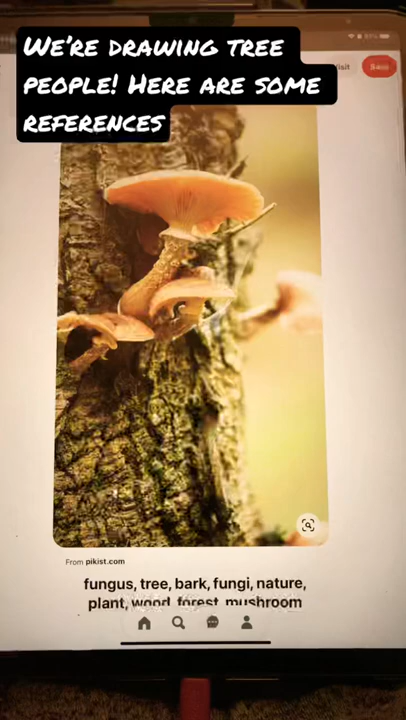 We're drawing tree
people! Here are some
references
Visit
Save
From pikist.com
fungus, tree, bark, fungi, nature,
plant, wood, forest, mushroom